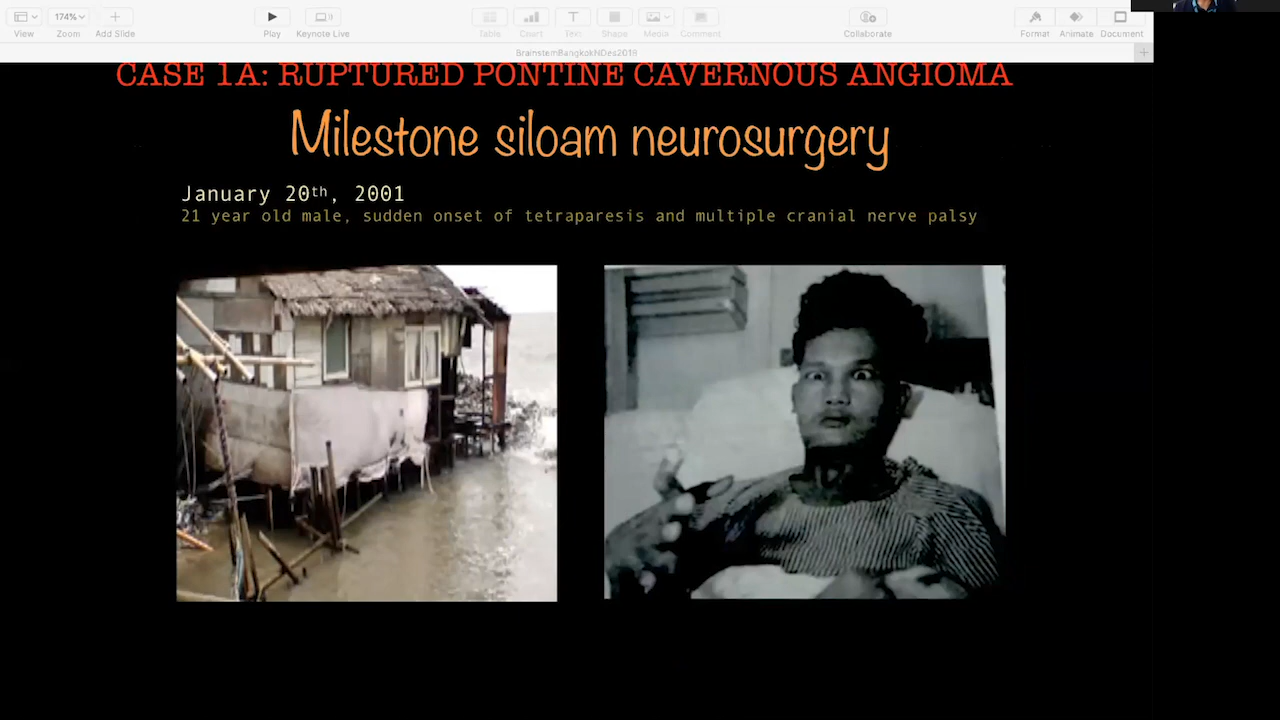 174%
View
Zoom
Add Slide
Play
Keynote Live
Table
Chart
Text
Shape
Media
Comment
Collaborate
Format
Animate
Document
BrainstemBangkokNDes2018
CASE 1A: RUPTURED PONTINE CAVERNOUS ANGIOMA
Milestone siloam neurosurgery
January 20th, 2001
21 year old male, sudden onset of tetraparesis and multiple cranial nerve palsy